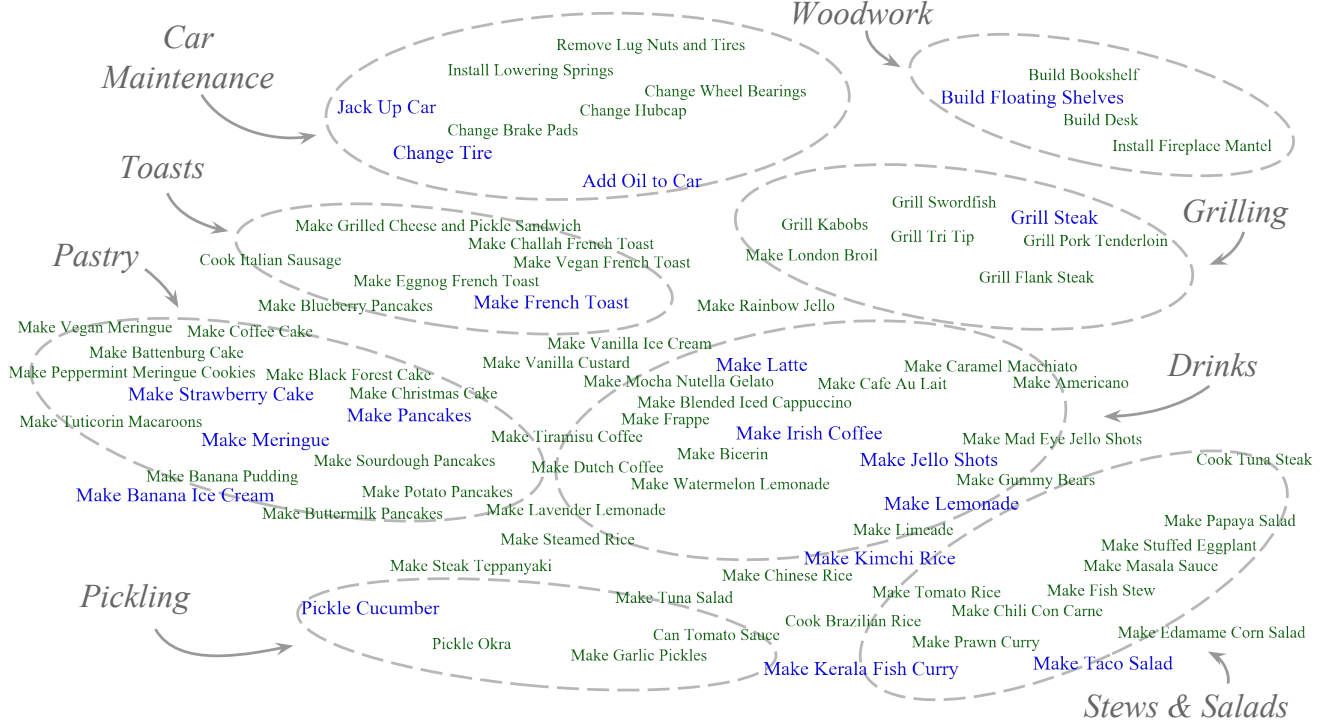 Woodwork
Car
Maintenance
Remove Lug Nuts and Tires
Install Lowering Springs
Build Bookshelf
Change Wheel Bearings
Build Floating Shelves
Jack Up Car
Change Hubcap
Build Desk
Change Brake Pads
Install Fireplace Mantel
Change Tire
Toasts
Add Oil to Car
Grill Swordfish
Grilling
Grill Steak
Make Grilled Cheese and Pickle Sandwich
Grill Kabobs
Grill Tri Tip
Grill Pork Tenderloin
Make Challah French Toast
Pastry
Make London Broil
Cook Italian Sausage
Make Vegan French Toast
Grill Flank Steak
Make Eggnog French Toast
Make French Toast
Make Blueberry Pancakes
Make Rainbow Jello
Make Vegan Meringue
Make Coffee Cake
Make Vanilla Ice Cream
Make Battenburg Cake
Make Vanilla Custard
Make Latte
Make Caramel Macchiato
Drinks
Make Peppermint Meringue Cookies
Make Black Forest Cake
Make Mocha Nutella Gelato
Make Cafe Au Lait
Make Americano
Make Strawberry Cake
Make Christmas Cake
Make Blended Iced Cappuccino
Make Pancakes
Make Tuticorin Macaroons
Make Frappe
Make Irish Coffee
Make Meringue
Make Tiramisu Coffee
Make Mad Eye Jello Shots
Make Bicerin
Make Sourdough Pancakes
Make Jello Shots
Cook Tuna Steak
Make Dutch Coffee
Make Banana Pudding
Make Watermelon Lemonade
Make Gummy Bears
Make Banana Ice Cream
Make Potato Pancakes
Make Lemonade
Make Buttermilk Pancakes
Make Lavender Lemonade
Make Papaya Salad
Make Limeade
Make Steamed Rice
Make Stuffed Eggplant
Make Kimchi Rice
Make Steak Teppanyaki
Make Masala Sauce
Make Chinese Rice
Pickling
Make Tuna Salad
Make Tomato Rice
Make Fish Stew
Pickle Cucumber
Make Chili Con Carne
Cook Brazilian Rice
Can Tomato Sauce
Make Edamame Corn Salad
Pickle Okra
Make Prawn Curry
Make Garlic Pickles
Make Kerala Fish Curry
Make Taco Salad
Stews & Salads